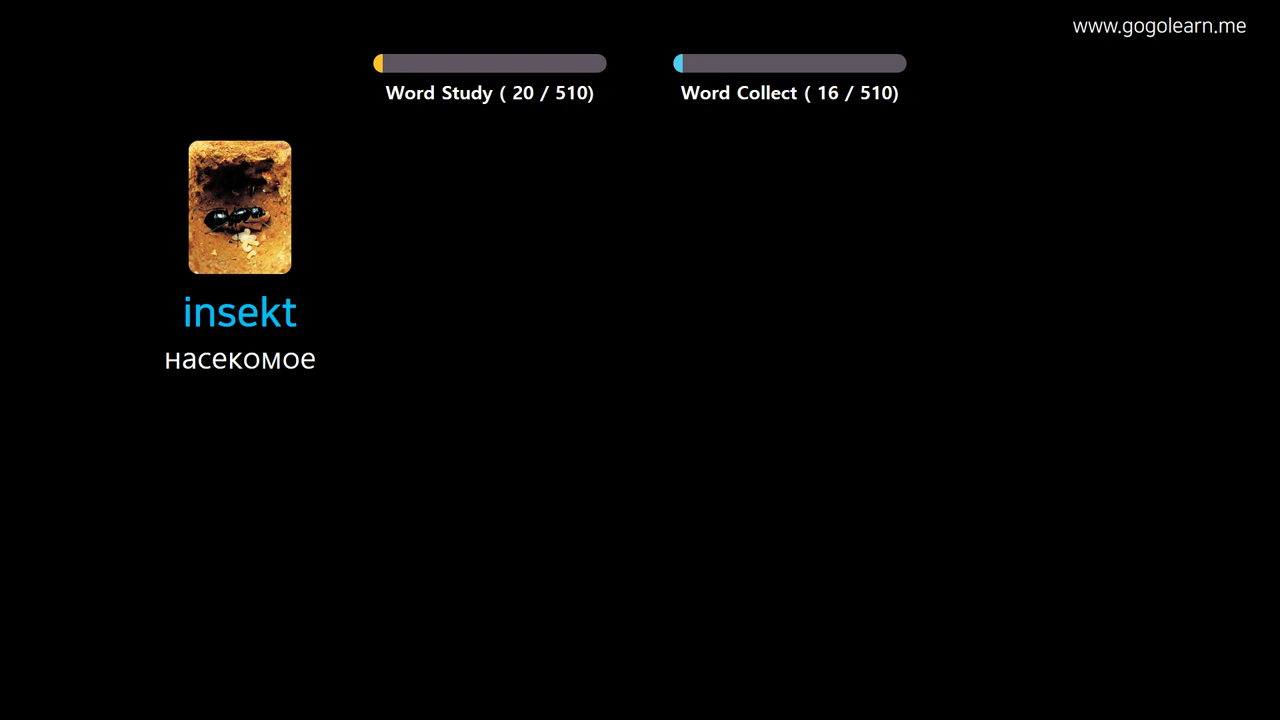 www.gogolearn.me
Word Study ( 20 / 510)
Word Collect ( 16 / 510)
insekt
насекомое